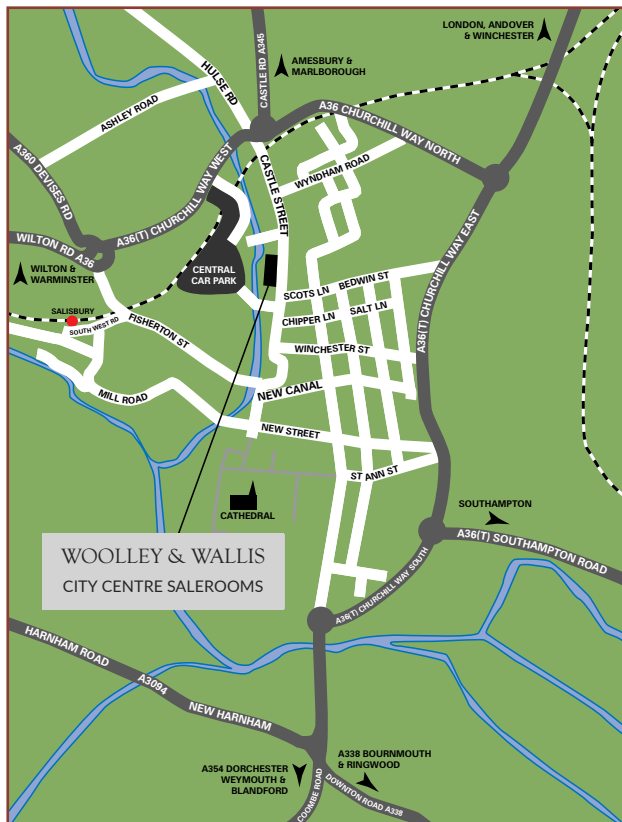 LONDON, ANDOVER
& WINCHESTER
AMESBURY &
MARLBOROUGH
HULSE RD
CASTLE RD A345
ASHLEY ROAD
A36 CHURCHILL WAY NORTH
A360 DEVISES RD
A36(T) CHURCHILL WAY WEST
CASTLE STREET
WYNDHAM ROAD
WILTON RD A36
WILTON &
WARMINSTER
CENTRAL
CAR PARK
A36(T) CHURCHILL WAY EAST
SCOTS LN
BEDWIN ST
SALISBURY
SOUTH WEST RD
FISHERTON ST
CHIPPER LN
SALT LN
WINCHESTER ST
MILL ROAD
NEW CANAL
NEW STREET
ST ANN ST
CATHEDRAL
SOUTHAMPTON
A36(T) SOUTHAMPTON ROAD
WOOLLEY & WALLIS
CITY CENTRE SALEROOMS
A36(T) CHURCHILL WAY SOUTH
HARNHAM ROAD
A3094
NEW HARNHAM
A354 DORCHESTER
WEYMOUTH &
BLANDFORD
A338 BOURNMOUTH
& RINGWOOD
COOMBE ROAD
DOWNTON ROAD A338